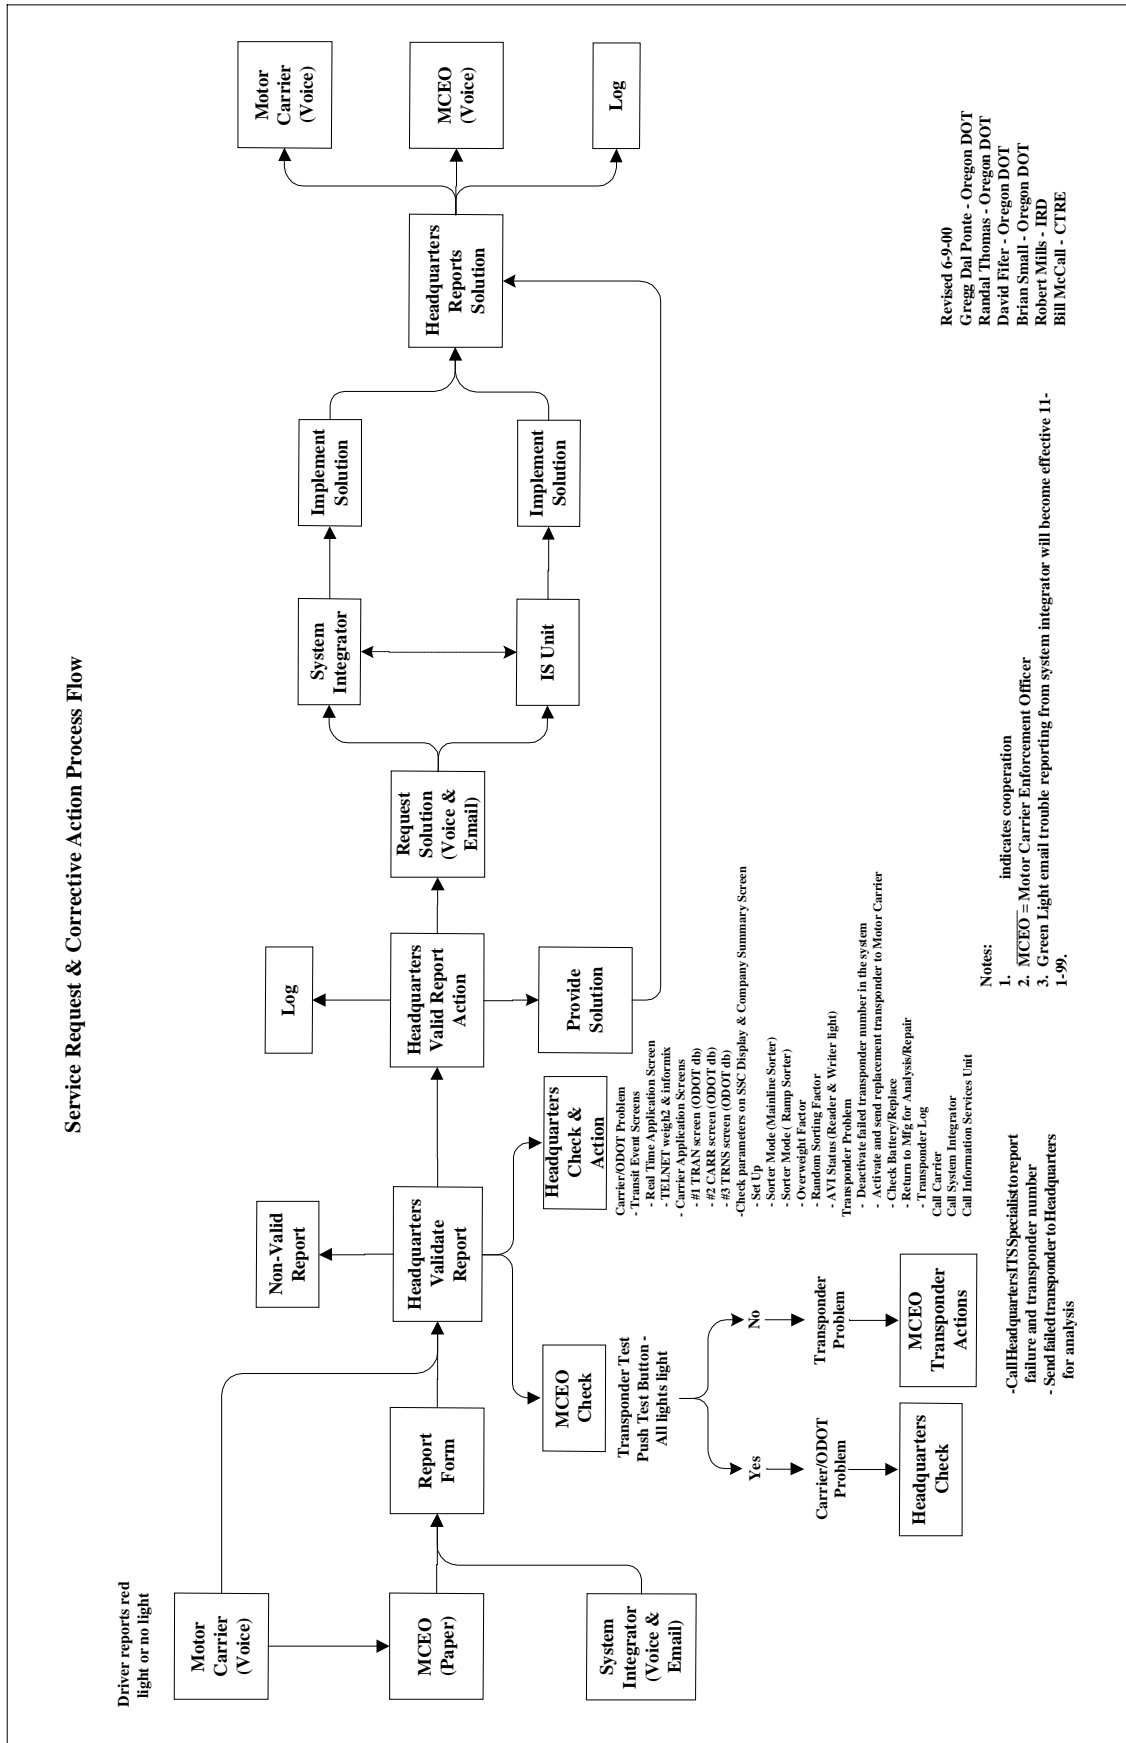 Service Request & Corrective Action Process Flow
Driver reports red
light or no light
Motor
Carrier
(Voice)
MCEO
(Paper)
System
Integrator
(Voice &
Email)
Report
Form
Non-Valid
Report
Headquarters
Validate
Report
MCEO
Check
Transponder Test
Push Test Button -
All lights light
Yes
No
Carrier/ODOT
Problem
Transponder
Problem
Headquarters
Check
MCEO
Transponder
Actions
-Call Headquarters ITS Specialist to report
failure and transponder number
- Send failed transponder to Headquarters
for analysis
Headquarters
Check &
Action
Carrier/ODOT Problem
- Transit Event Screens
- Real Time Application Screen
- TELNET weigh2 & informix
- Carrier Application Screens
- #1 TRAN screen (ODOT db)
- #2 CARR screen (ODOT db)
- #3 TRNS screen (ODOT db)
-Check parameters on SSC Display & Company Summary Screen
- Set Up
- Sorter Mode (Mainline Sorter)
- Sorter Mode ( Ramp Sorter)
- Overweight Factor
- Random Sorting Factor
- AVI Status (Reader & Writer light)
Transponder Problem
- Deactivate failed transponder number in the system
- Activate and send replacement transponder to Motor Carrier
- Check Battery/Replace
- Return to Mfg for Analysis/Repair
- Transponder Log
Call Carrier
Call System Integrator
Call Information Services Unit
Log
Headquarters
Valid Report
Action
Provide
Solution
Request
Solution
(Voice &
Email)
System
Integrator
IS Unit
Implement
Solution
Implement
Solution
Headquarters
Reports
Solution
Motor
Carrier
(Voice)
MCEO
(Voice)
Log
Notes:
1. indicates cooperation
2. MCEO = Motor Carrier Enforcement Officer
3. Green Light email trouble reporting from system integrator will become effective 11-
1-99.
Revised 6-9-00
Gregg Dal Ponte - Oregon DOT
Randal Thomas - Oregon DOT
David Fifer - Oregon DOT
Brian Small - Oregon DOT
Robert Mills - IRD
Bill McCall - CTRE